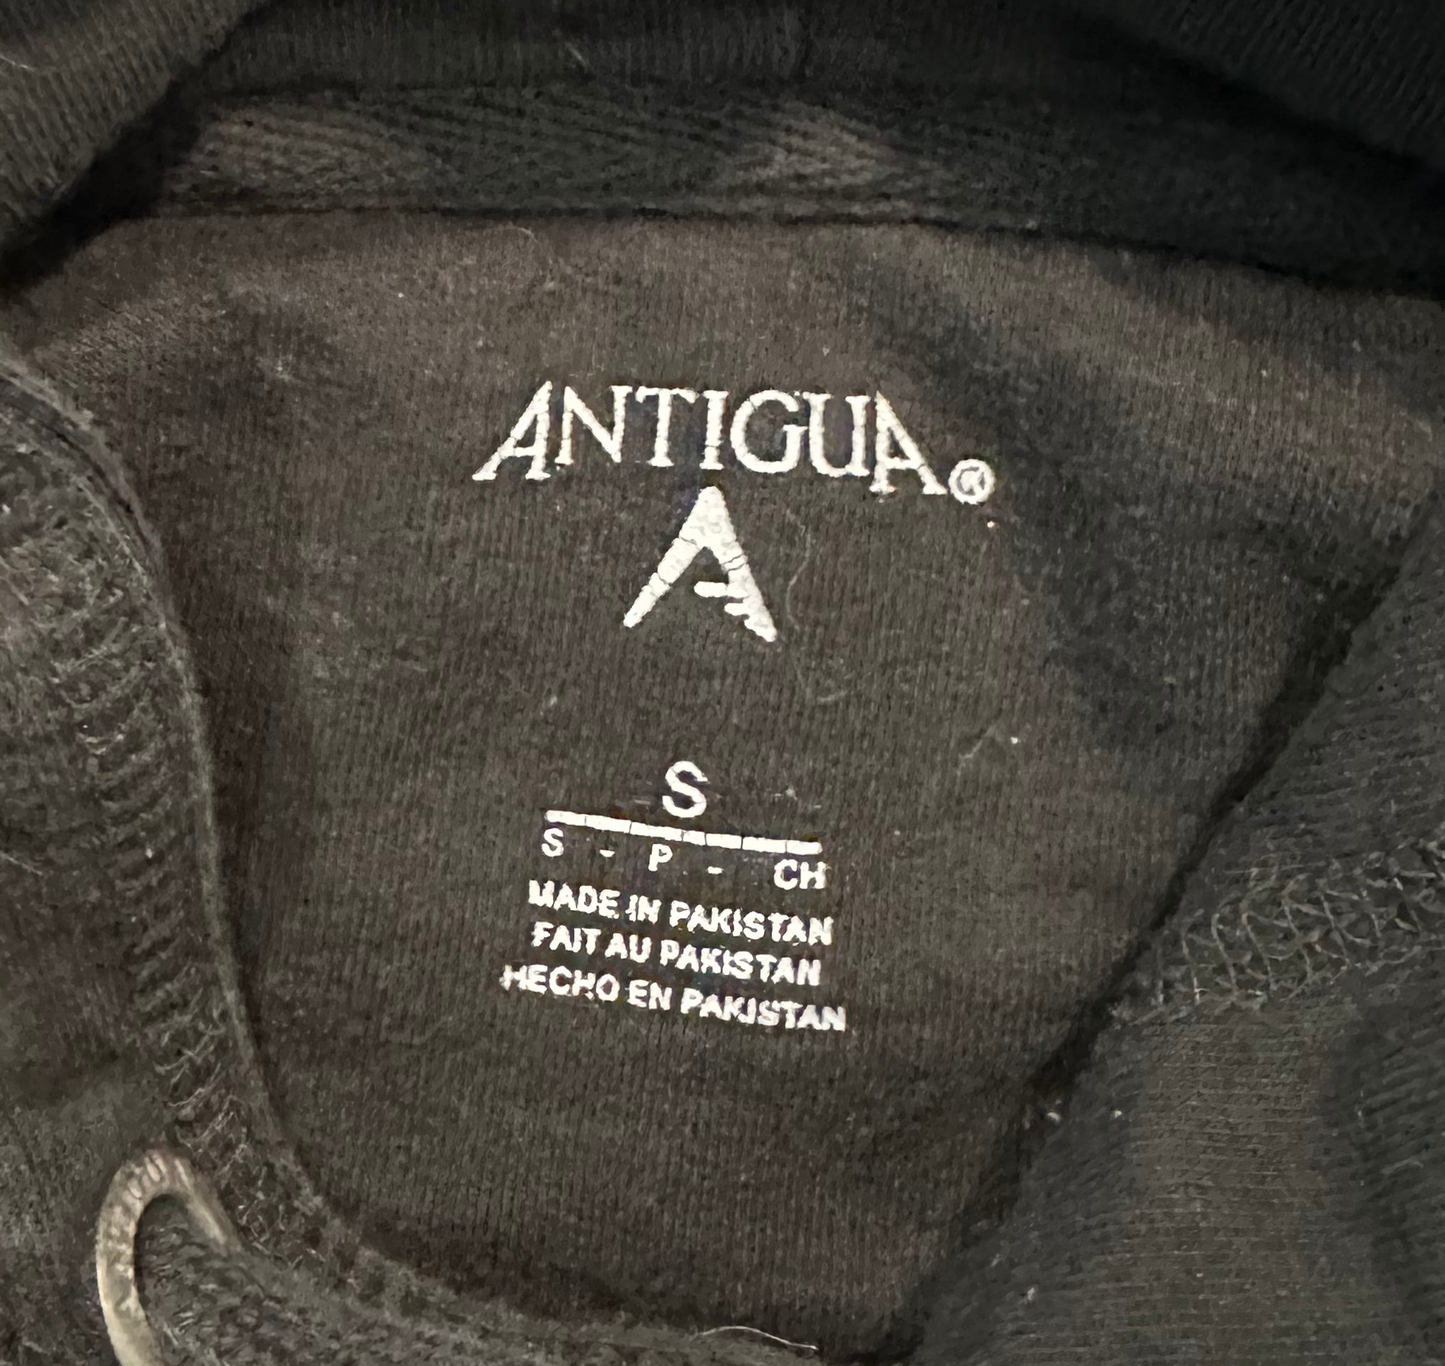 ANTIGUA®
S
S - P - CH
MADE IN PAKISTAN
FAIT AU PAKISTAN
HECHO EN PAKISTAN